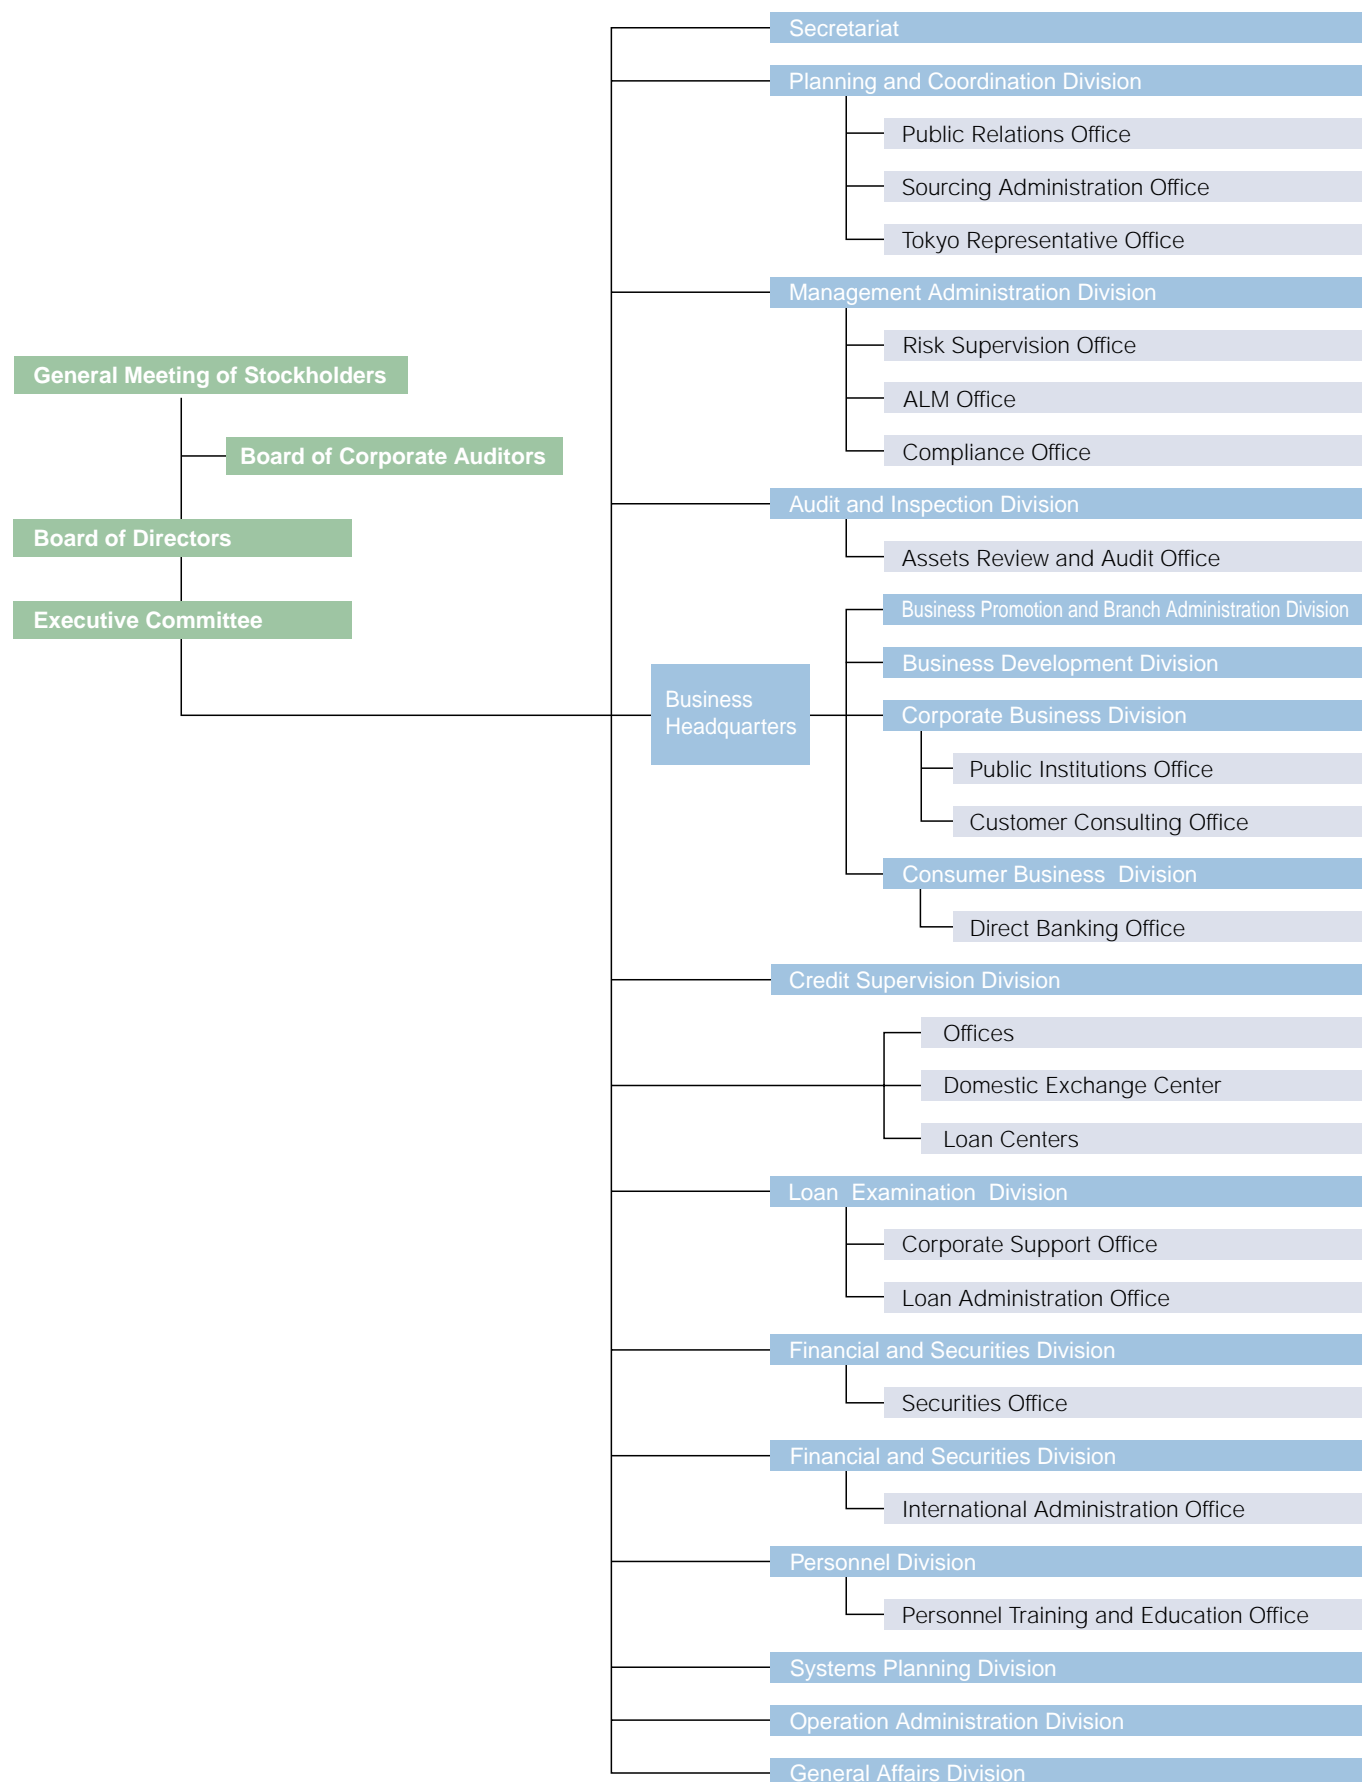 Secretariat
Planning and Coordination Division
Public Relations Office
Sourcing Administration Office
Tokyo Representative Office
Management Administration Division
Risk Supervision Office
General Meeting of Stockholders
ALM Office
Board of Corporate Auditors
Compliance Office
Audit and Inspection Division
Board of Directors
Assets Review and Audit Office
Business Promotion and Branch Administration Division
Executive Committee
Business Development Division
Business
Headquarters
Corporate Business Division
Public Institutions Office
Customer Consulting Office
Consumer Business  Division
Direct Banking Office
Credit Supervision Division
Offices
Domestic Exchange Center
Loan Centers
Loan  Examination  Division
Corporate Support Office
Loan Administration Office
Financial and Securities Division
Securities Office
Financial and Securities Division
International Administration Office
Personnel Division
Personnel Training and Education Office
Systems Planning Division
Operation Administration Division
General Affairs Division